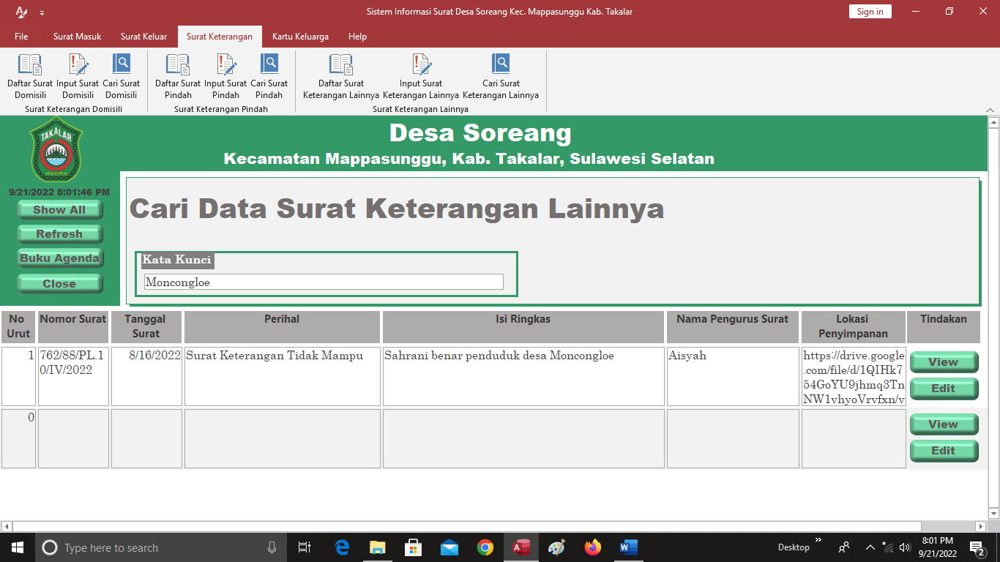 Sistem Informasi Surat Desa Soreang Kec. Mappasunggu Kab. Takalar
Sign in
File Surat Masuk Surat Keluar Surat Keterangan Kartu Keluarga Help
Daftar Surat Domisili
Input Surat Domisili
Cari Surat Domisili
Surat Keterangan Domisili
Daftar Surat Pindah
Input Surat Pindah
Cari Surat Pindah
Surat Keterangan Pindah
Daftar Surat Keterangan Lainnya
Input Surat Keterangan Lainnya
Cari Surat Keterangan Lainnya
Surat Keterangan Lainnya
TAKALAR
Desa Soreang
Kecamatan Mappasunggu, Kab. Takalar, Sulawesi Selatan
9/21/2022 8:01:46 PM
Show All
Refresh
Buku Agenda
Close
Cari Data Surat Keterangan Lainnya
Kata Kunci
Moncongloe
No Urut
Nomor Surat
Tanggal Surat
Perihal
Isi Ringkas
Nama Pengurus Surat
Lokasi Penyimpanan
Tindakan
1
762/88/PL.1
0/IV/2022
8/16/2022
Surat Keterangan Tidak Mampu
Sahrani benar penduduk desa Moncongloe
Aisyah
https://drive.google
.com/file/d/1QIHk7
54GoYU9jhmq3Tn
NW1vhyoVrvfxn/v
View
Edit
0
View
Edit
Type here to search
Desktop
8:01 PM
9/21/2022
2